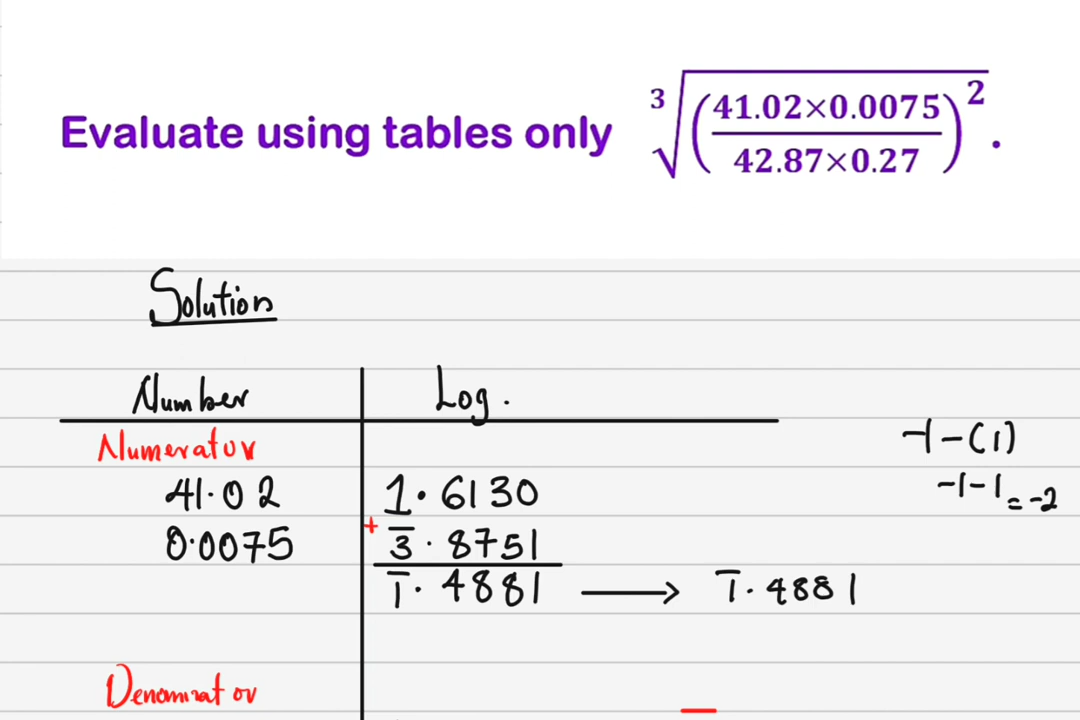 Evaluate using tables only ∛((41.02×0.0075)/(42.87×0.27))².
Solution
Number | Log.
Numerator
-1-(1)
41.02 | 1.6130
-1-1=-2
0.0075 | + 3̅.8751
1̅.4881 → 1̅.4881
Denominator